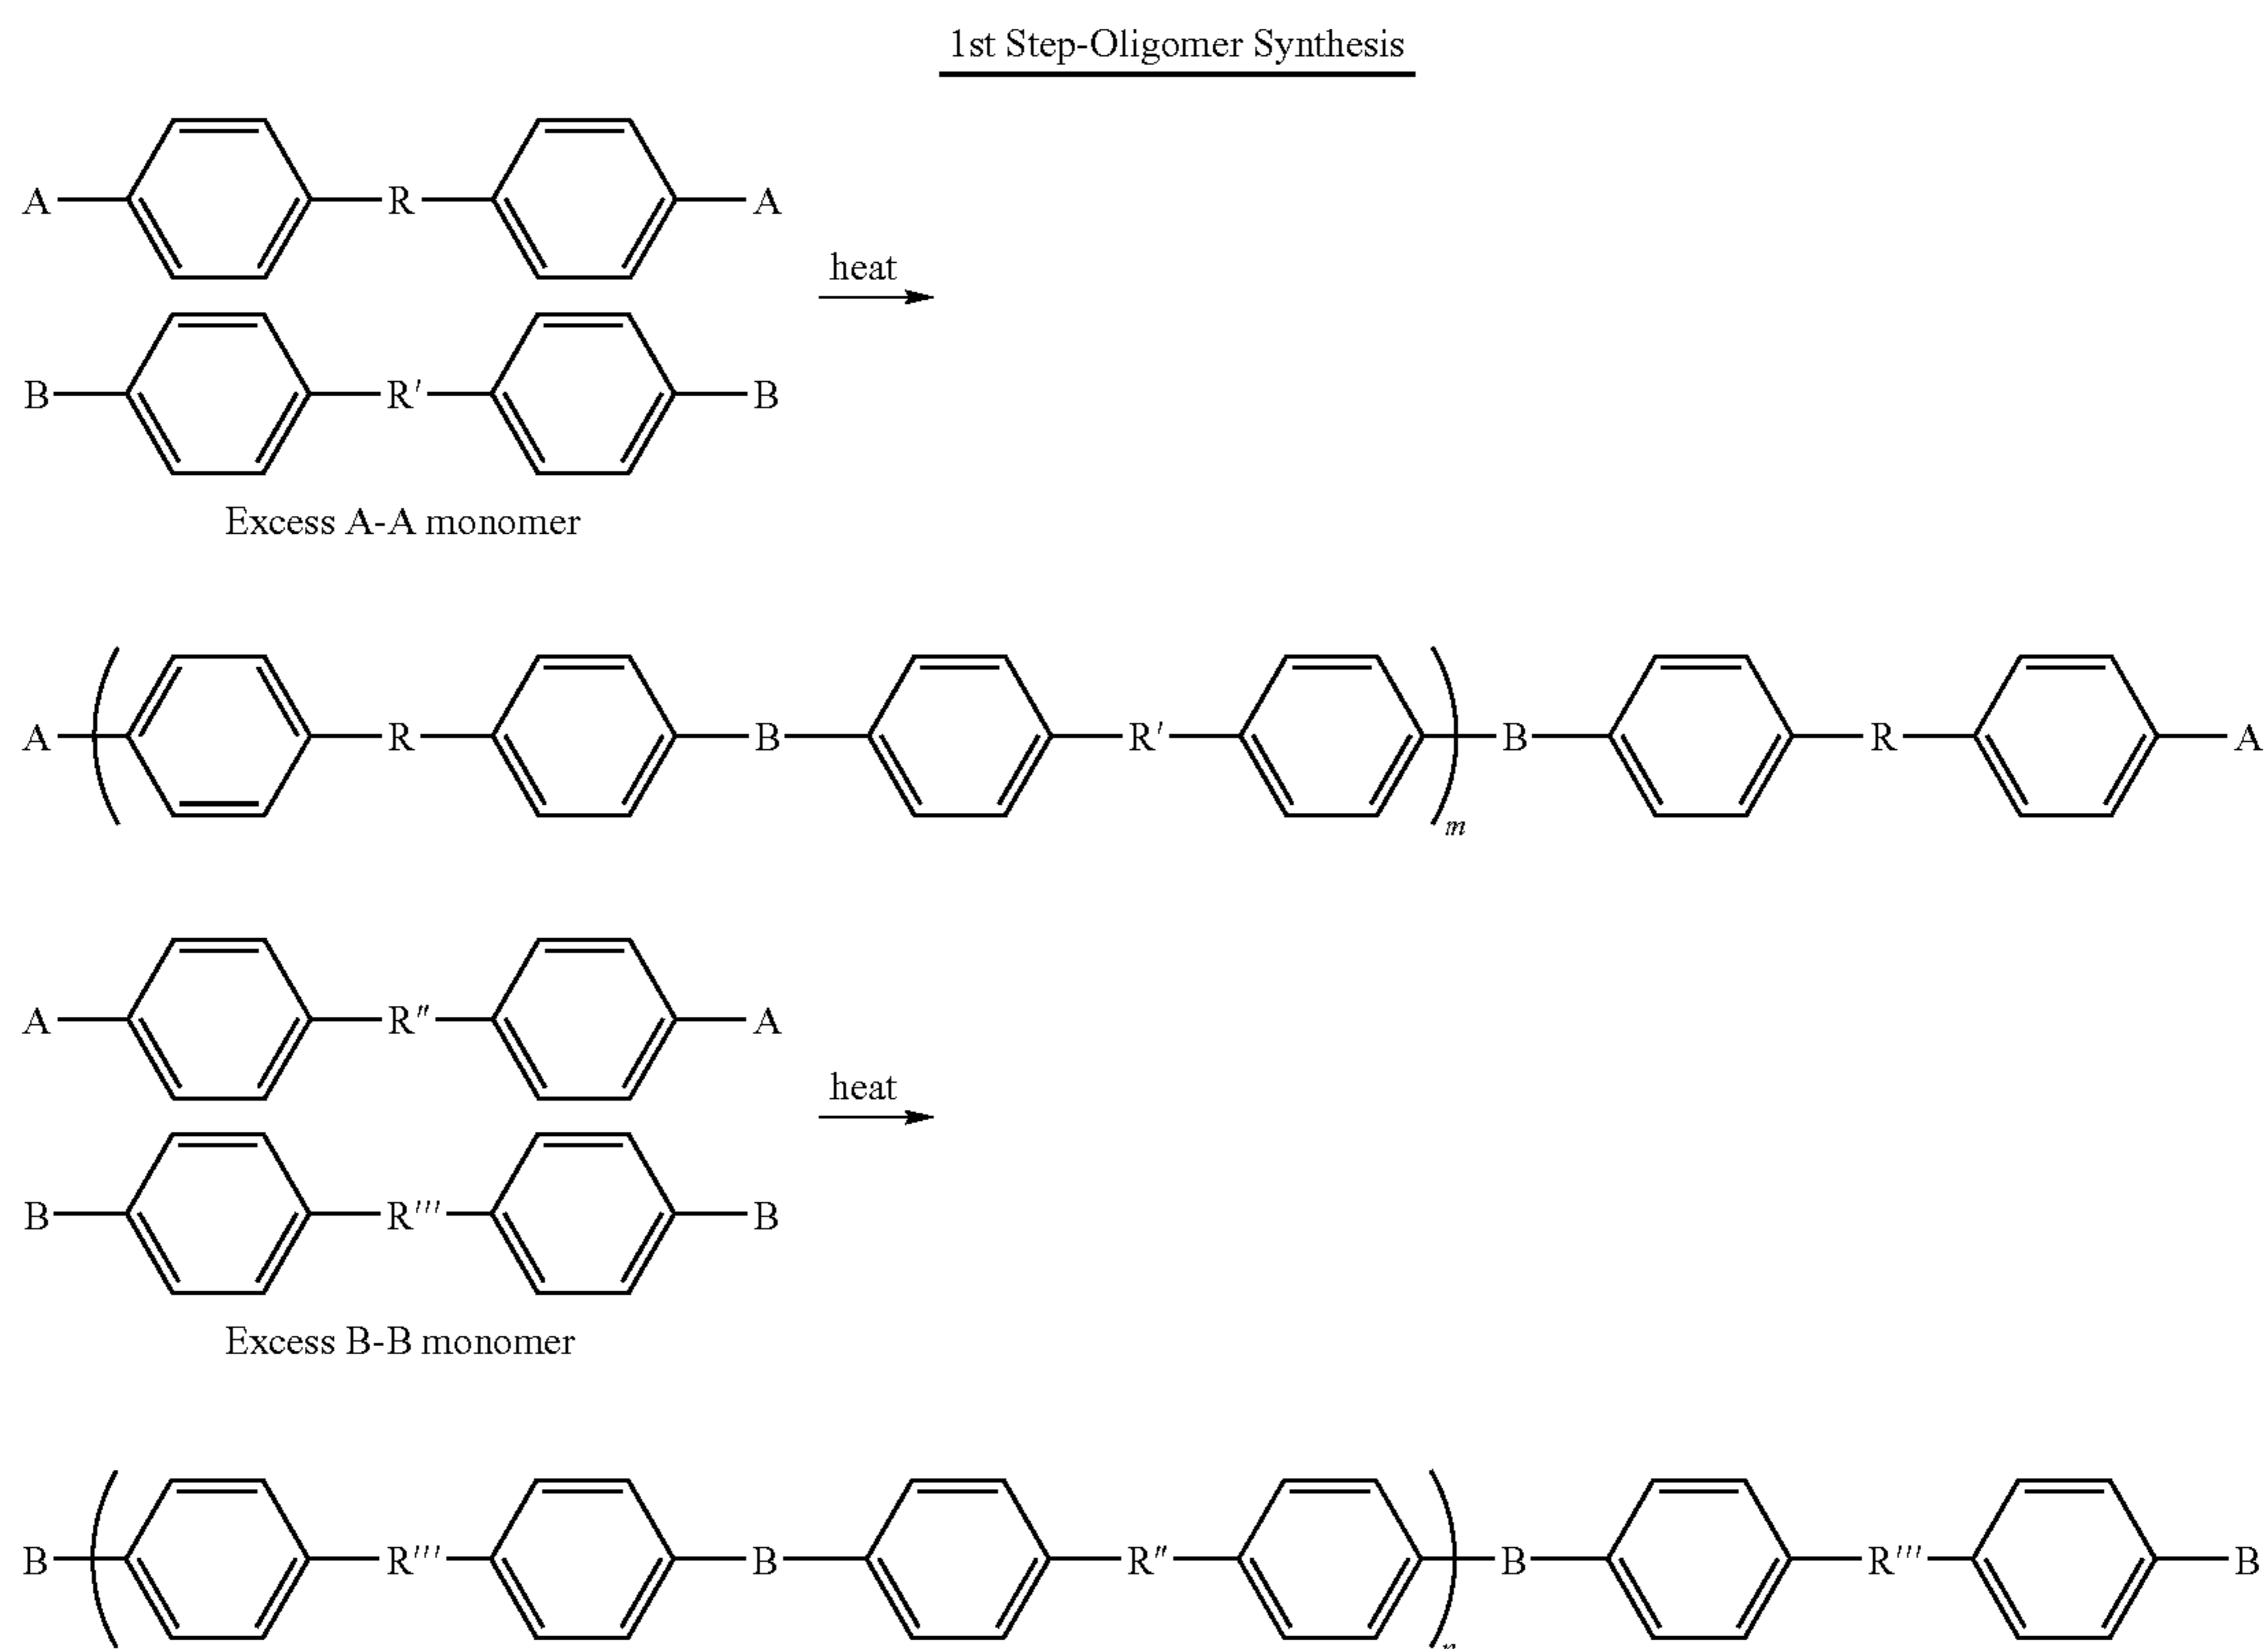 1st Step-Oligomer Synthesis
A R A
heat
B R' B
Excess A-A monomer
A R B R' B R A
m
A R" A
heat
B R''' B
Excess B-B monomer
B R''' B R" B R''' B